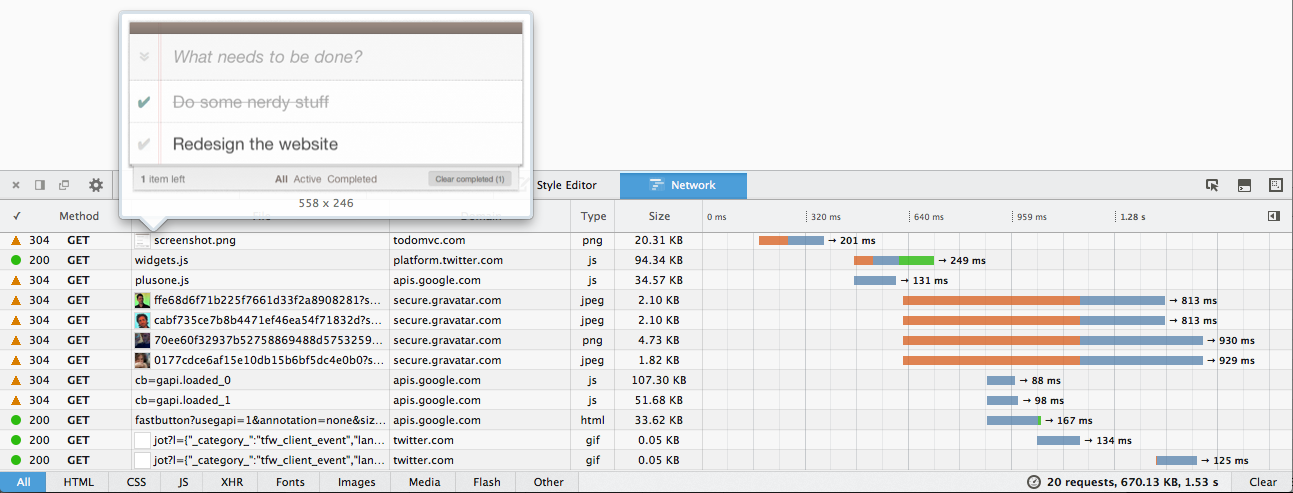 What needs to be done?
Do some nerdy stuff
Redesign the website
1 item left All Active Completed Clear completed (1)
558 x 246
Style Editor Network
✓ Method File Domain Type Size 0 ms 320 ms 640 ms 959 ms 1.28 s
304 GET screenshot.png todomvc.com png 20.31 KB → 201 ms
200 GET widgets.js platform.twitter.com js 94.34 KB → 249 ms
304 GET plusone.js apis.google.com js 34.57 KB → 131 ms
304 GET ffe68d6f71b225f7661d33f2a8908281?s... secure.gravatar.com jpeg 2.10 KB → 813 ms
304 GET cabf735ce7b8b4471ef46ea54f71832d?s... secure.gravatar.com jpeg 2.10 KB → 813 ms
304 GET 70ee60f32937b52758869488d5753259... secure.gravatar.com png 4.73 KB → 930 ms
304 GET 0177cdce6af15e10db15b6bf5dc4e0b0?s... secure.gravatar.com jpeg 1.82 KB → 929 ms
304 GET cb=gapi.loaded_0 apis.google.com js 107.30 KB → 88 ms
304 GET cb=gapi.loaded_1 apis.google.com js 51.68 KB → 98 ms
200 GET fastbutton?usegapi=1&annotation=none&siz... apis.google.com html 33.62 KB → 167 ms
200 GET jot?l={"_category_":"tfw_client_event","lan... twitter.com gif 0.05 KB → 134 ms
200 GET jot?l={"_category_":"tfw_client_event","lan... twitter.com gif 0.05 KB → 125 ms
All HTML CSS JS XHR Fonts Images Media Flash Other 20 requests, 670.13 KB, 1.53 s Clear